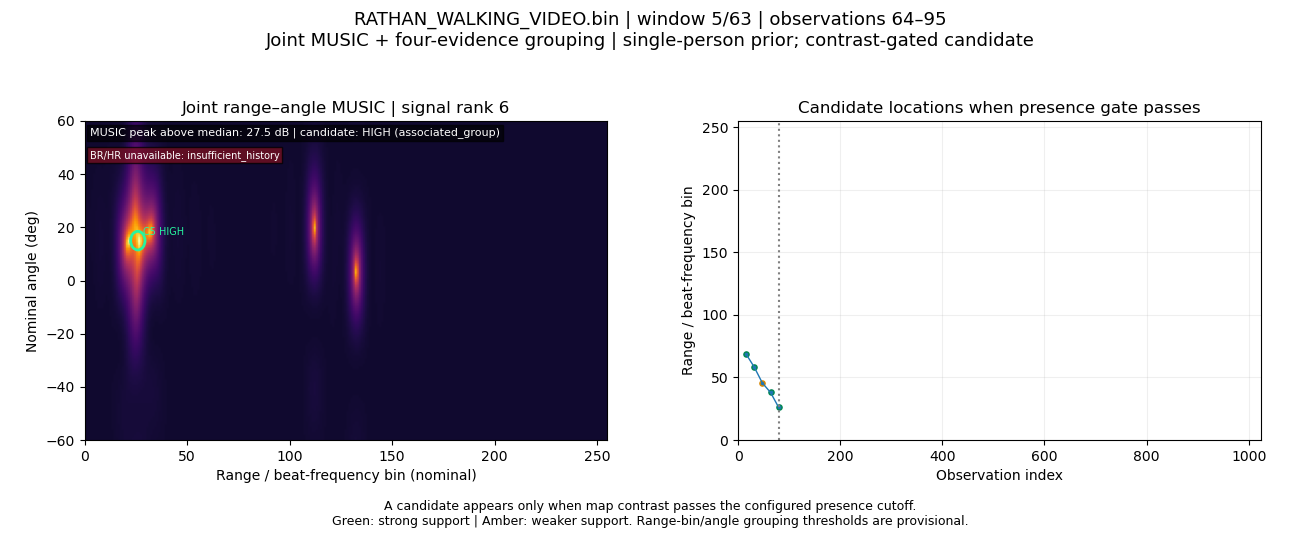 RATHAN_WALKING_VIDEO.bin | window 5/63 | observations 64–95
Joint MUSIC + four-evidence grouping | single-person prior; contrast-gated candidate
Joint range–angle MUSIC | signal rank 6
MUSIC peak above median: 27.5 dB | candidate: HIGH (associated_group)
BR/HR unavailable: insufficient_history
HIGH
60
40
20
0
−20
−40
−60
Nominal angle (deg)
0
50
100
150
200
250
Range / beat-frequency bin (nominal)
Candidate locations when presence gate passes
250
200
150
100
50
0
Range / beat-frequency bin
0
200
400
600
800
1000
Observation index
A candidate appears only when map contrast passes the configured presence cutoff.
Green: strong support | Amber: weaker support. Range-bin/angle grouping thresholds are provisional.